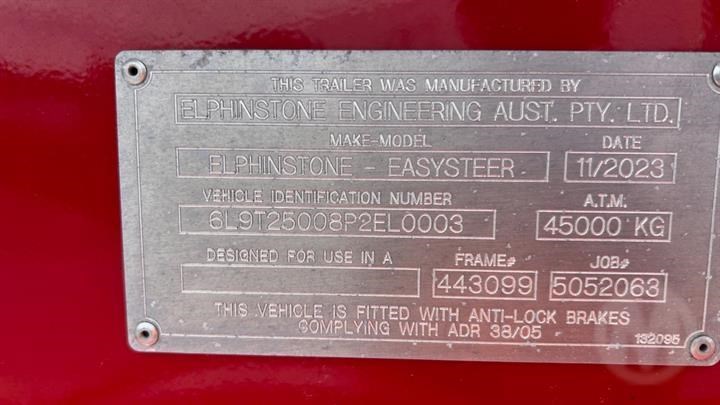 THIS TRAILER WAS MANUFACTURED BY
ELPHINSTONE ENGINEERING AUST. PTY. LTD.
MAKE-MODEL DATE
ELPHINSTONE - EASYSTEER 11/2023
VEHICLE IDENTIFICATION NUMBER A.T.M.
6L9T25008P2EL0003 45000 KG
DESIGNED FOR USE IN A FRAME# JOB#
443099 5052063
THIS VEHICLE IS FITTED WITH ANTI-LOCK BRAKES
COMPLYING WITH ADR 38/05
132095